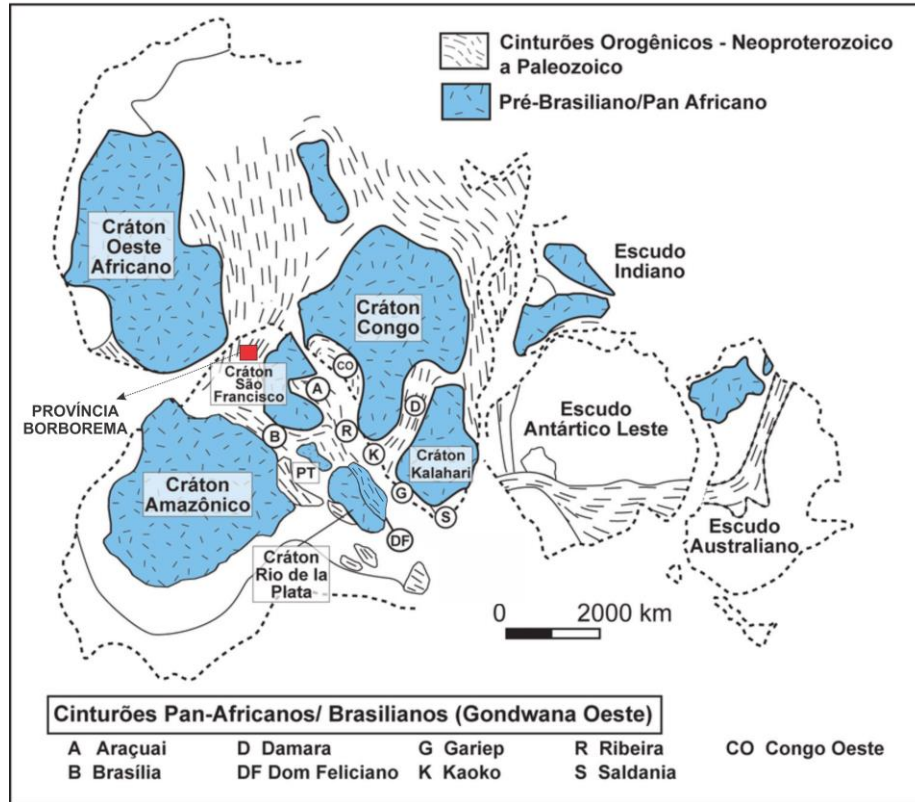 Cinturões Orogênicos - Neoproterozoico
a Paleozoico
Pré-Brasiliano/Pan Africano
Cráton
Oeste
Africano
Cráton
Congo
Escudo
Indiano
CO
Cráton
São
Francisco
A
D
PROVÍNCIA
BORBOREMA
B
R
K
Cráton
Kalahari
Escudo
Antártico Leste
PT
Cráton
Amazônico
G
S
DF
Escudo
Australiano
Cráton
Rio de la
Plata
0 2000 km
Cinturões Pan-Africanos/ Brasilianos (Gondwana Oeste)
A Araçuai D Damara G Gariep R Ribeira CO Congo Oeste
B Brasília DF Dom Feliciano K Kaoko S Saldania